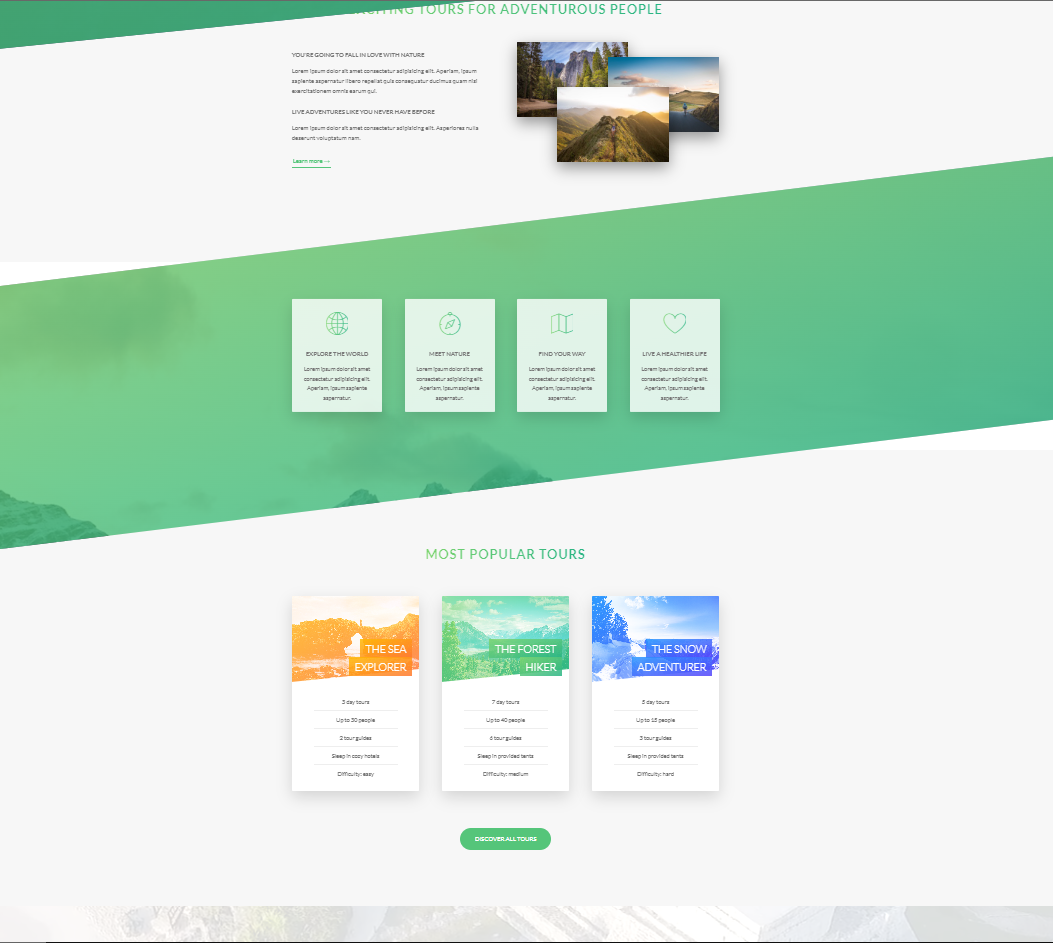 CITING TOURS FOR ADVENTUROUS PEOPLE
YOU'RE GOING TO FALL IN LOVE WITH NATURE
Lorem ipsum dolor sit amet consectetur adipisicing elit. Aperiam, ipsum
sapiente aspernatur libero repellat quis consequatur ducimus quam nisi
exercitationem omnis earum qui.
LIVE ADVENTURES LIKE YOU NEVER HAVE BEFORE
Lorem ipsum dolor sit amet consectetur adipisicing elit. Asperiores nulla
deserunt voluptatum nam.
Learn more →
EXPLORE THE WORLD
Lorem ipsum dolor sit amet
consectetur adipisicing elit.
Aperiam, ipsum sapiente
aspernatur.
MEET NATURE
Lorem ipsum dolor sit amet
consectetur adipisicing elit.
Aperiam, ipsum sapiente
aspernatur.
FIND YOUR WAY
Lorem ipsum dolor sit amet
consectetur adipisicing elit.
Aperiam, ipsum sapiente
aspernatur.
LIVE A HEALTHIER LIFE
Lorem ipsum dolor sit amet
consectetur adipisicing elit.
Aperiam, ipsum sapiente
aspernatur.
MOST POPULAR TOURS
THE SEA
EXPLORER
3 day tours
Up to 30 people
2 tour guides
Sleep in cozy hotels
Difficulty: easy
THE FOREST
HIKER
7 day tours
Up to 40 people
6 tour guides
Sleep in provided tents
Difficulty: medium
THE SNOW
ADVENTURER
5 day tours
Up to 15 people
3 tour guides
Sleep in provided tents
Difficulty: hard
DISCOVER ALL TOURS